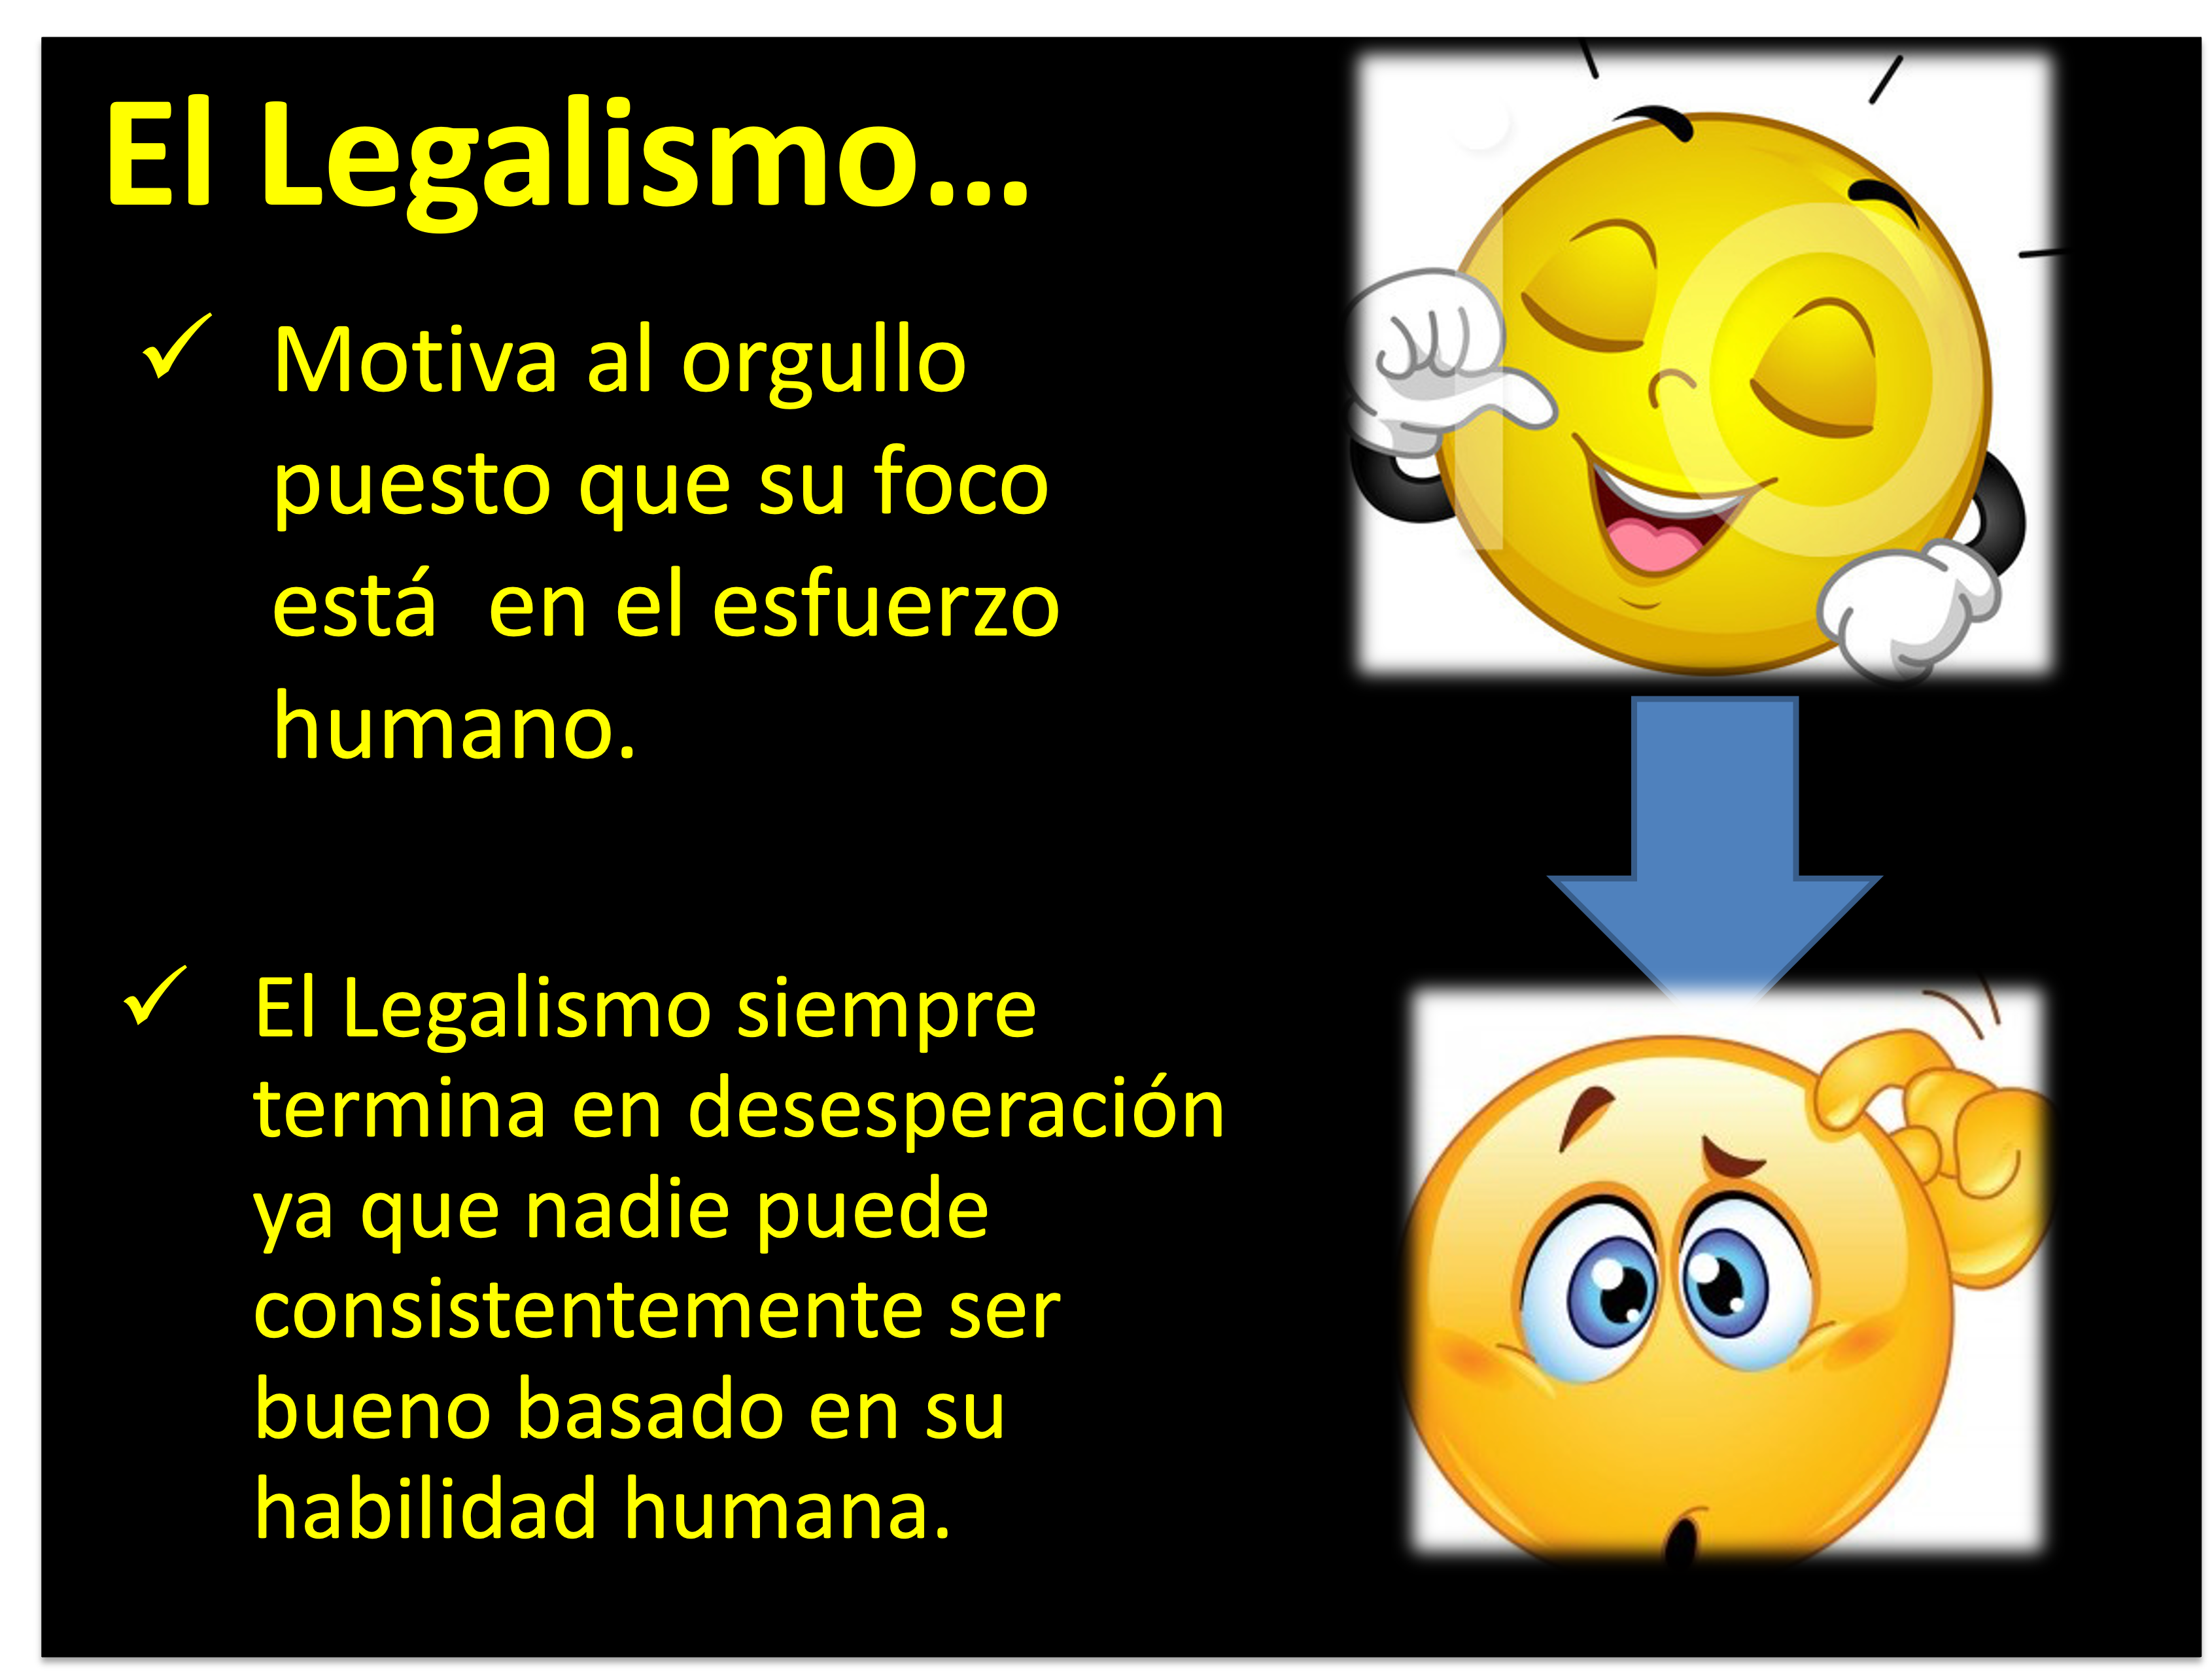 El Legalismo...
✓ Motiva al orgullo
puesto que su foco
está  en el esfuerzo
humano.
✓ El Legalismo siempre
termina en desesperación
ya que nadie puede
consistentemente ser
bueno basado en su
habilidad humana.